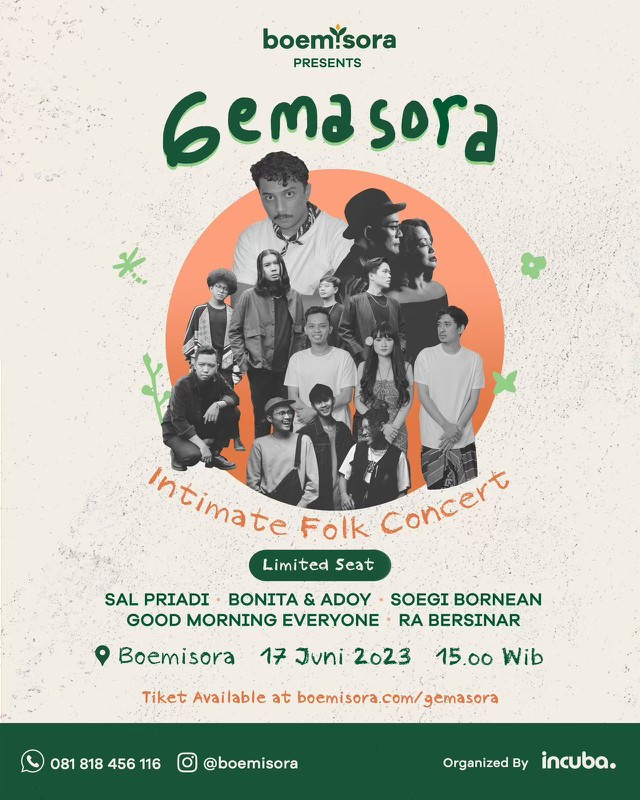 boemisora
PRESENTS
Gemasora
Intimate Folk Concert
Limited Seat
SAL PRIADI • BONITA & ADOY • SOEGI BORNEAN
GOOD MORNING EVERYONE • RA BERSINAR
Boemisora 17 Juni 2023 15.00 Wib
Tiket Available at boemisora.com/gemasora
081 818 456 116 @boemisora Organized By incuba.